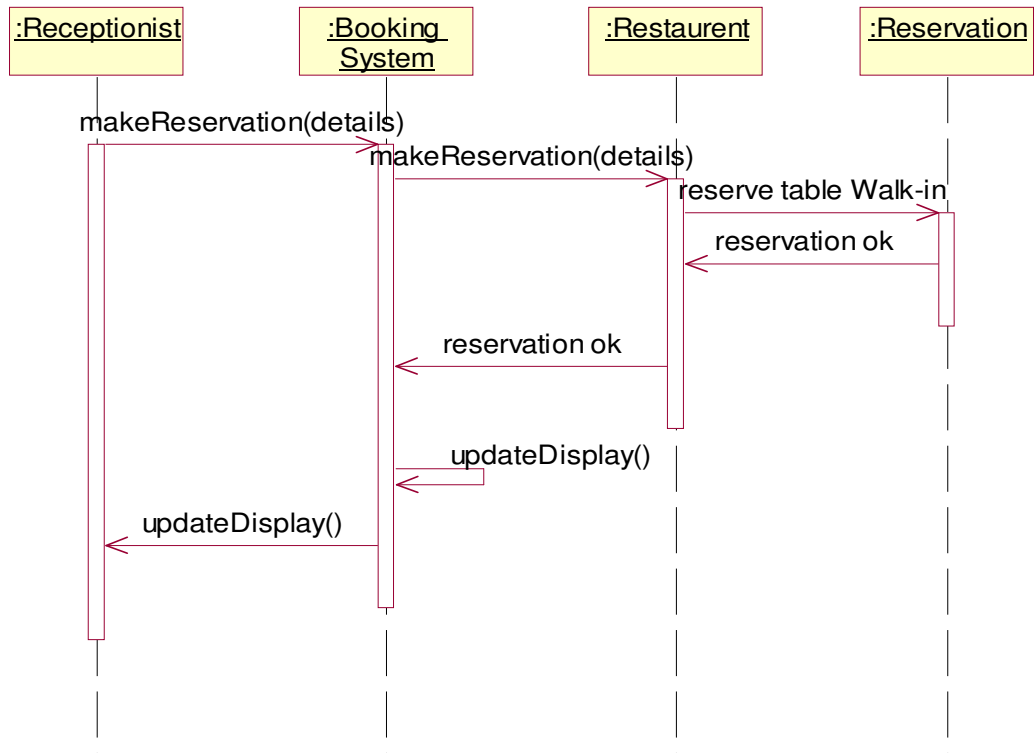 :Receptionist
:Booking
System
:Restaurent
:Reservation
makeReservation(details)
makeReservation(details)
reserve table Walk-in
reservation ok
reservation ok
updateDisplay()
updateDisplay()